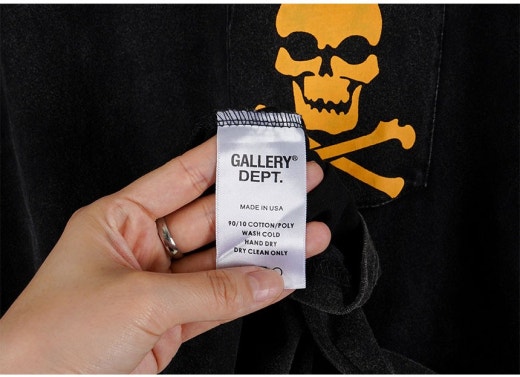 GALLERY®
DEPT.
MADE IN USA
90/10 COTTON/POLY
WASH COLD
HAND DRY
DRY CLEAN ONLY